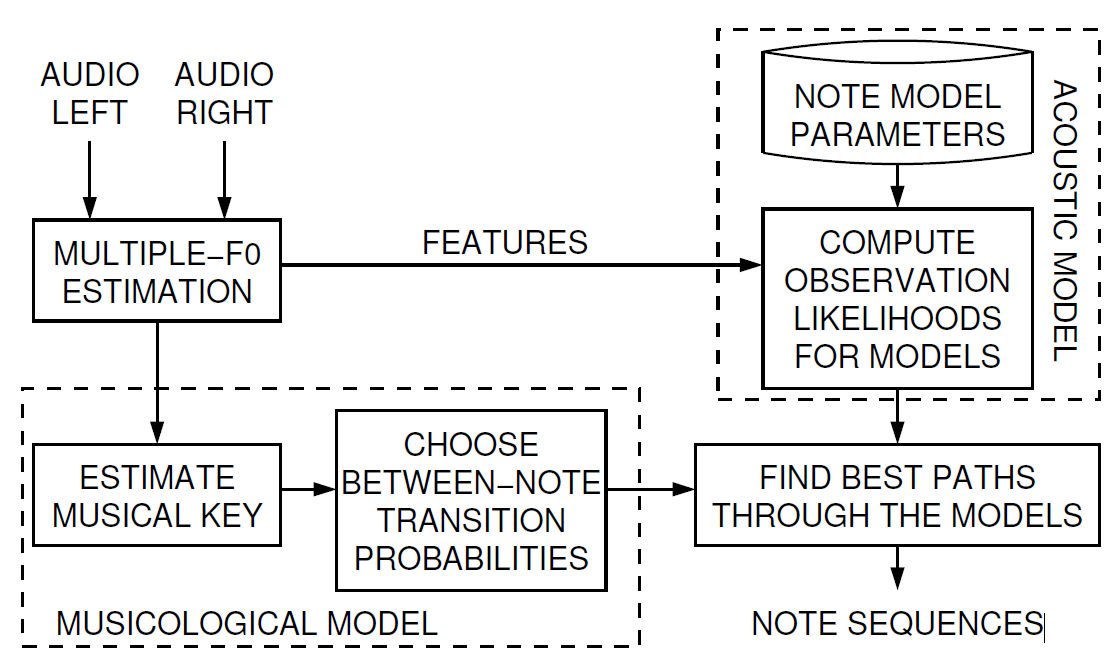 AUDIO
LEFT
AUDIO
RIGHT
NOTE MODEL
PARAMETERS
ACOUSTIC MODEL
MULTIPLE−F0
ESTIMATION
FEATURES
COMPUTE
OBSERVATION
LIKELIHOODS
FOR MODELS
ESTIMATE
MUSICAL KEY
CHOOSE
BETWEEN−NOTE
TRANSITION
PROBABILITIES
FIND BEST PATHS
THROUGH THE MODELS
MUSICOLOGICAL MODEL
NOTE SEQUENCES